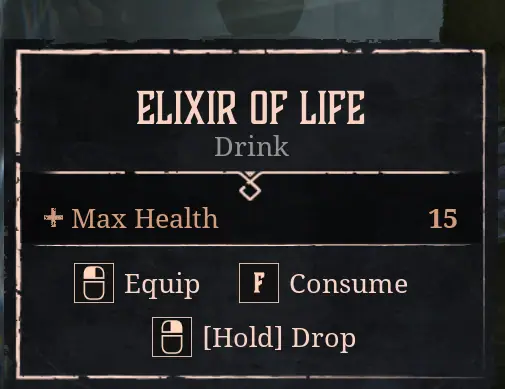 ELIXIR OF LIFE
Drink
Max Health 15
Equip F Consume
[Hold] Drop